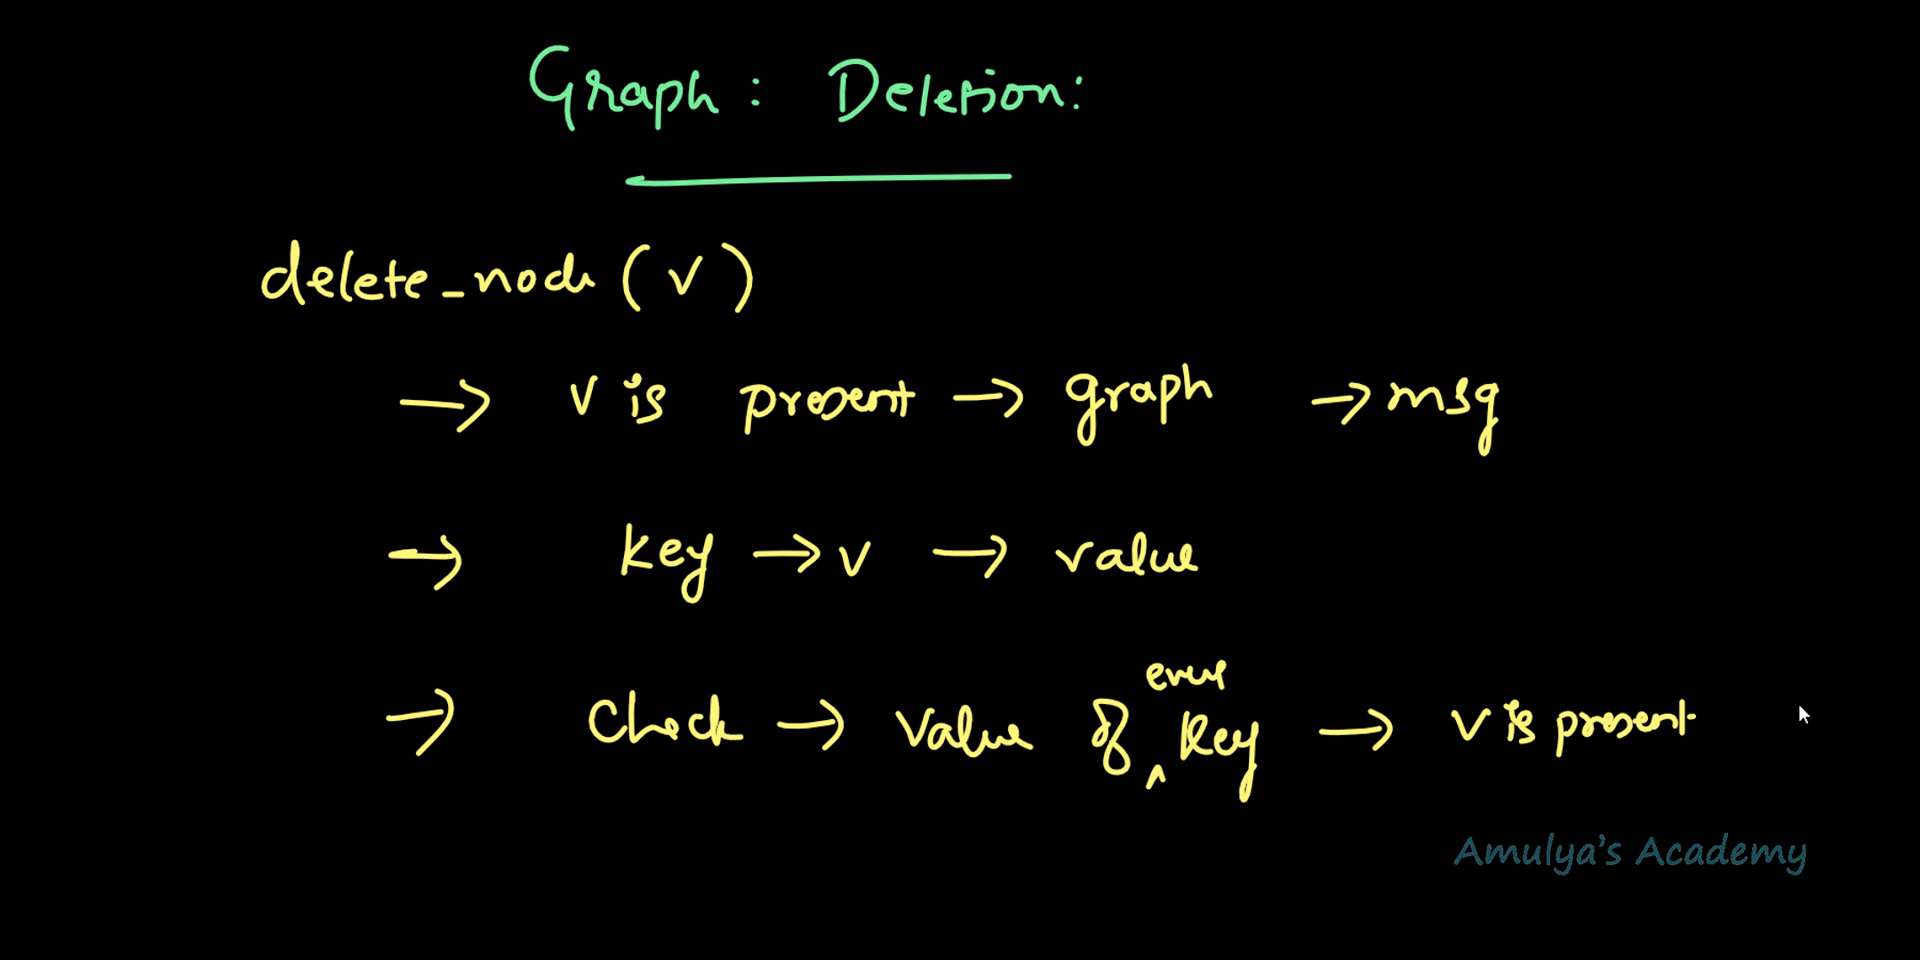 Graph: Deletion:
delete_node (v)
→ v is present → graph → msg
→ key → v → value
→ Check → value of ^ every key → v is present
Amulya's Academy